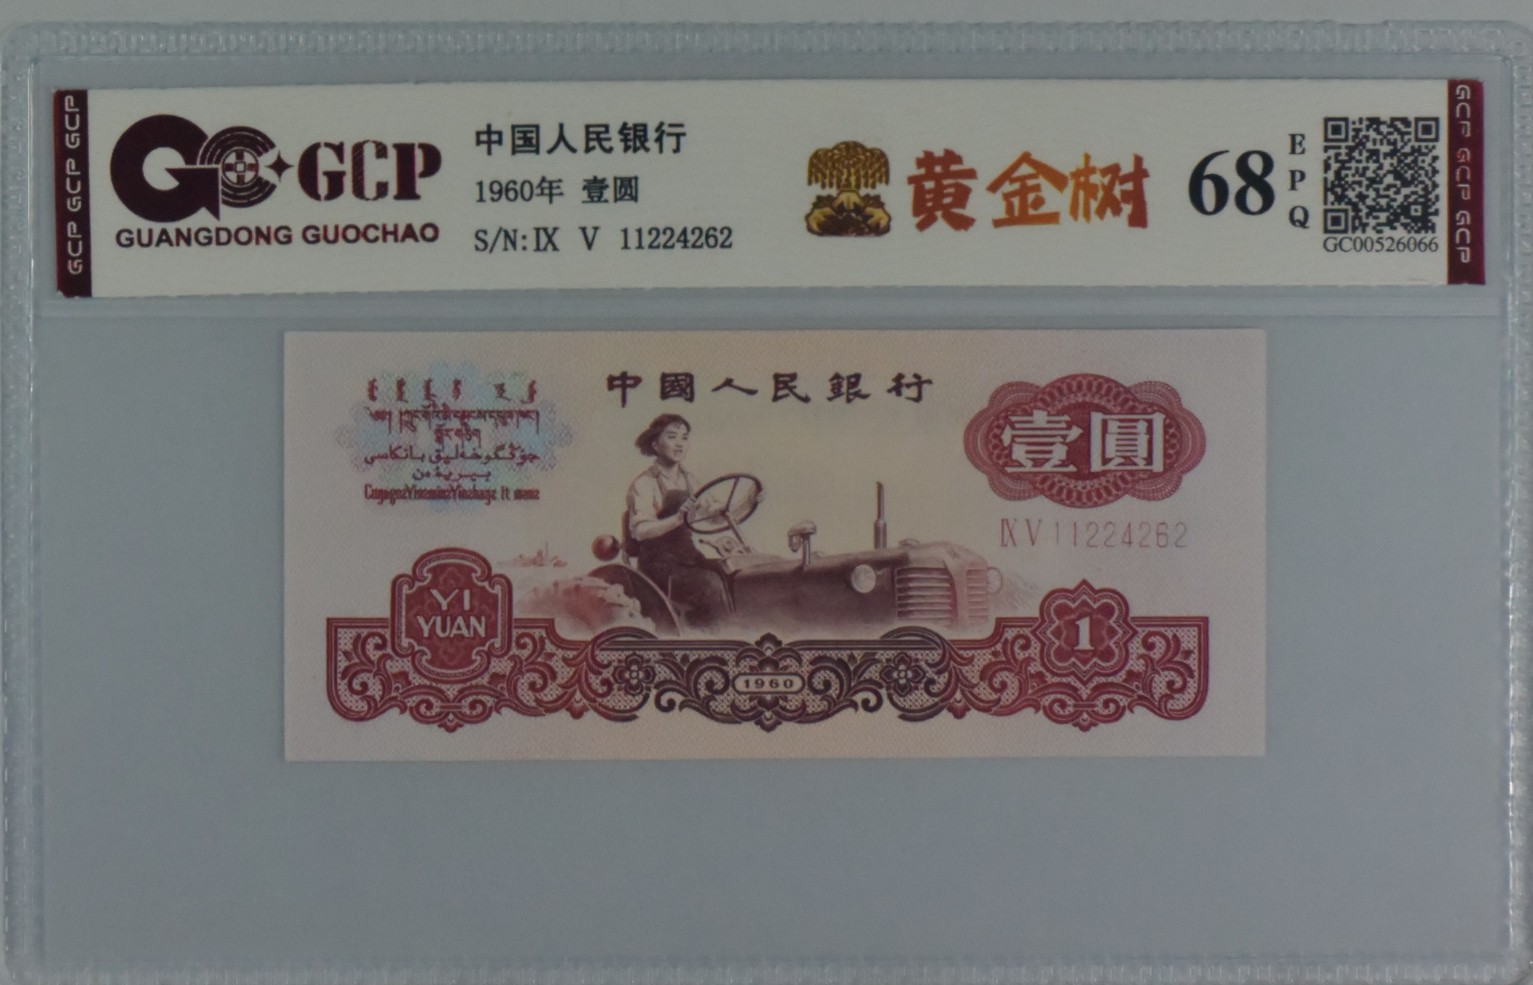 GCP
GUANGDONG GUOCHAO
中国人民银行
1960年 壹圆
S/N:IX V 11224262
黄金树
68
EPQ
GC00526066
GCP GCP GCP
GCP GCP GCP
中國人民銀行
壹圓
IX V 11224262
YI
YUAN
1
1960